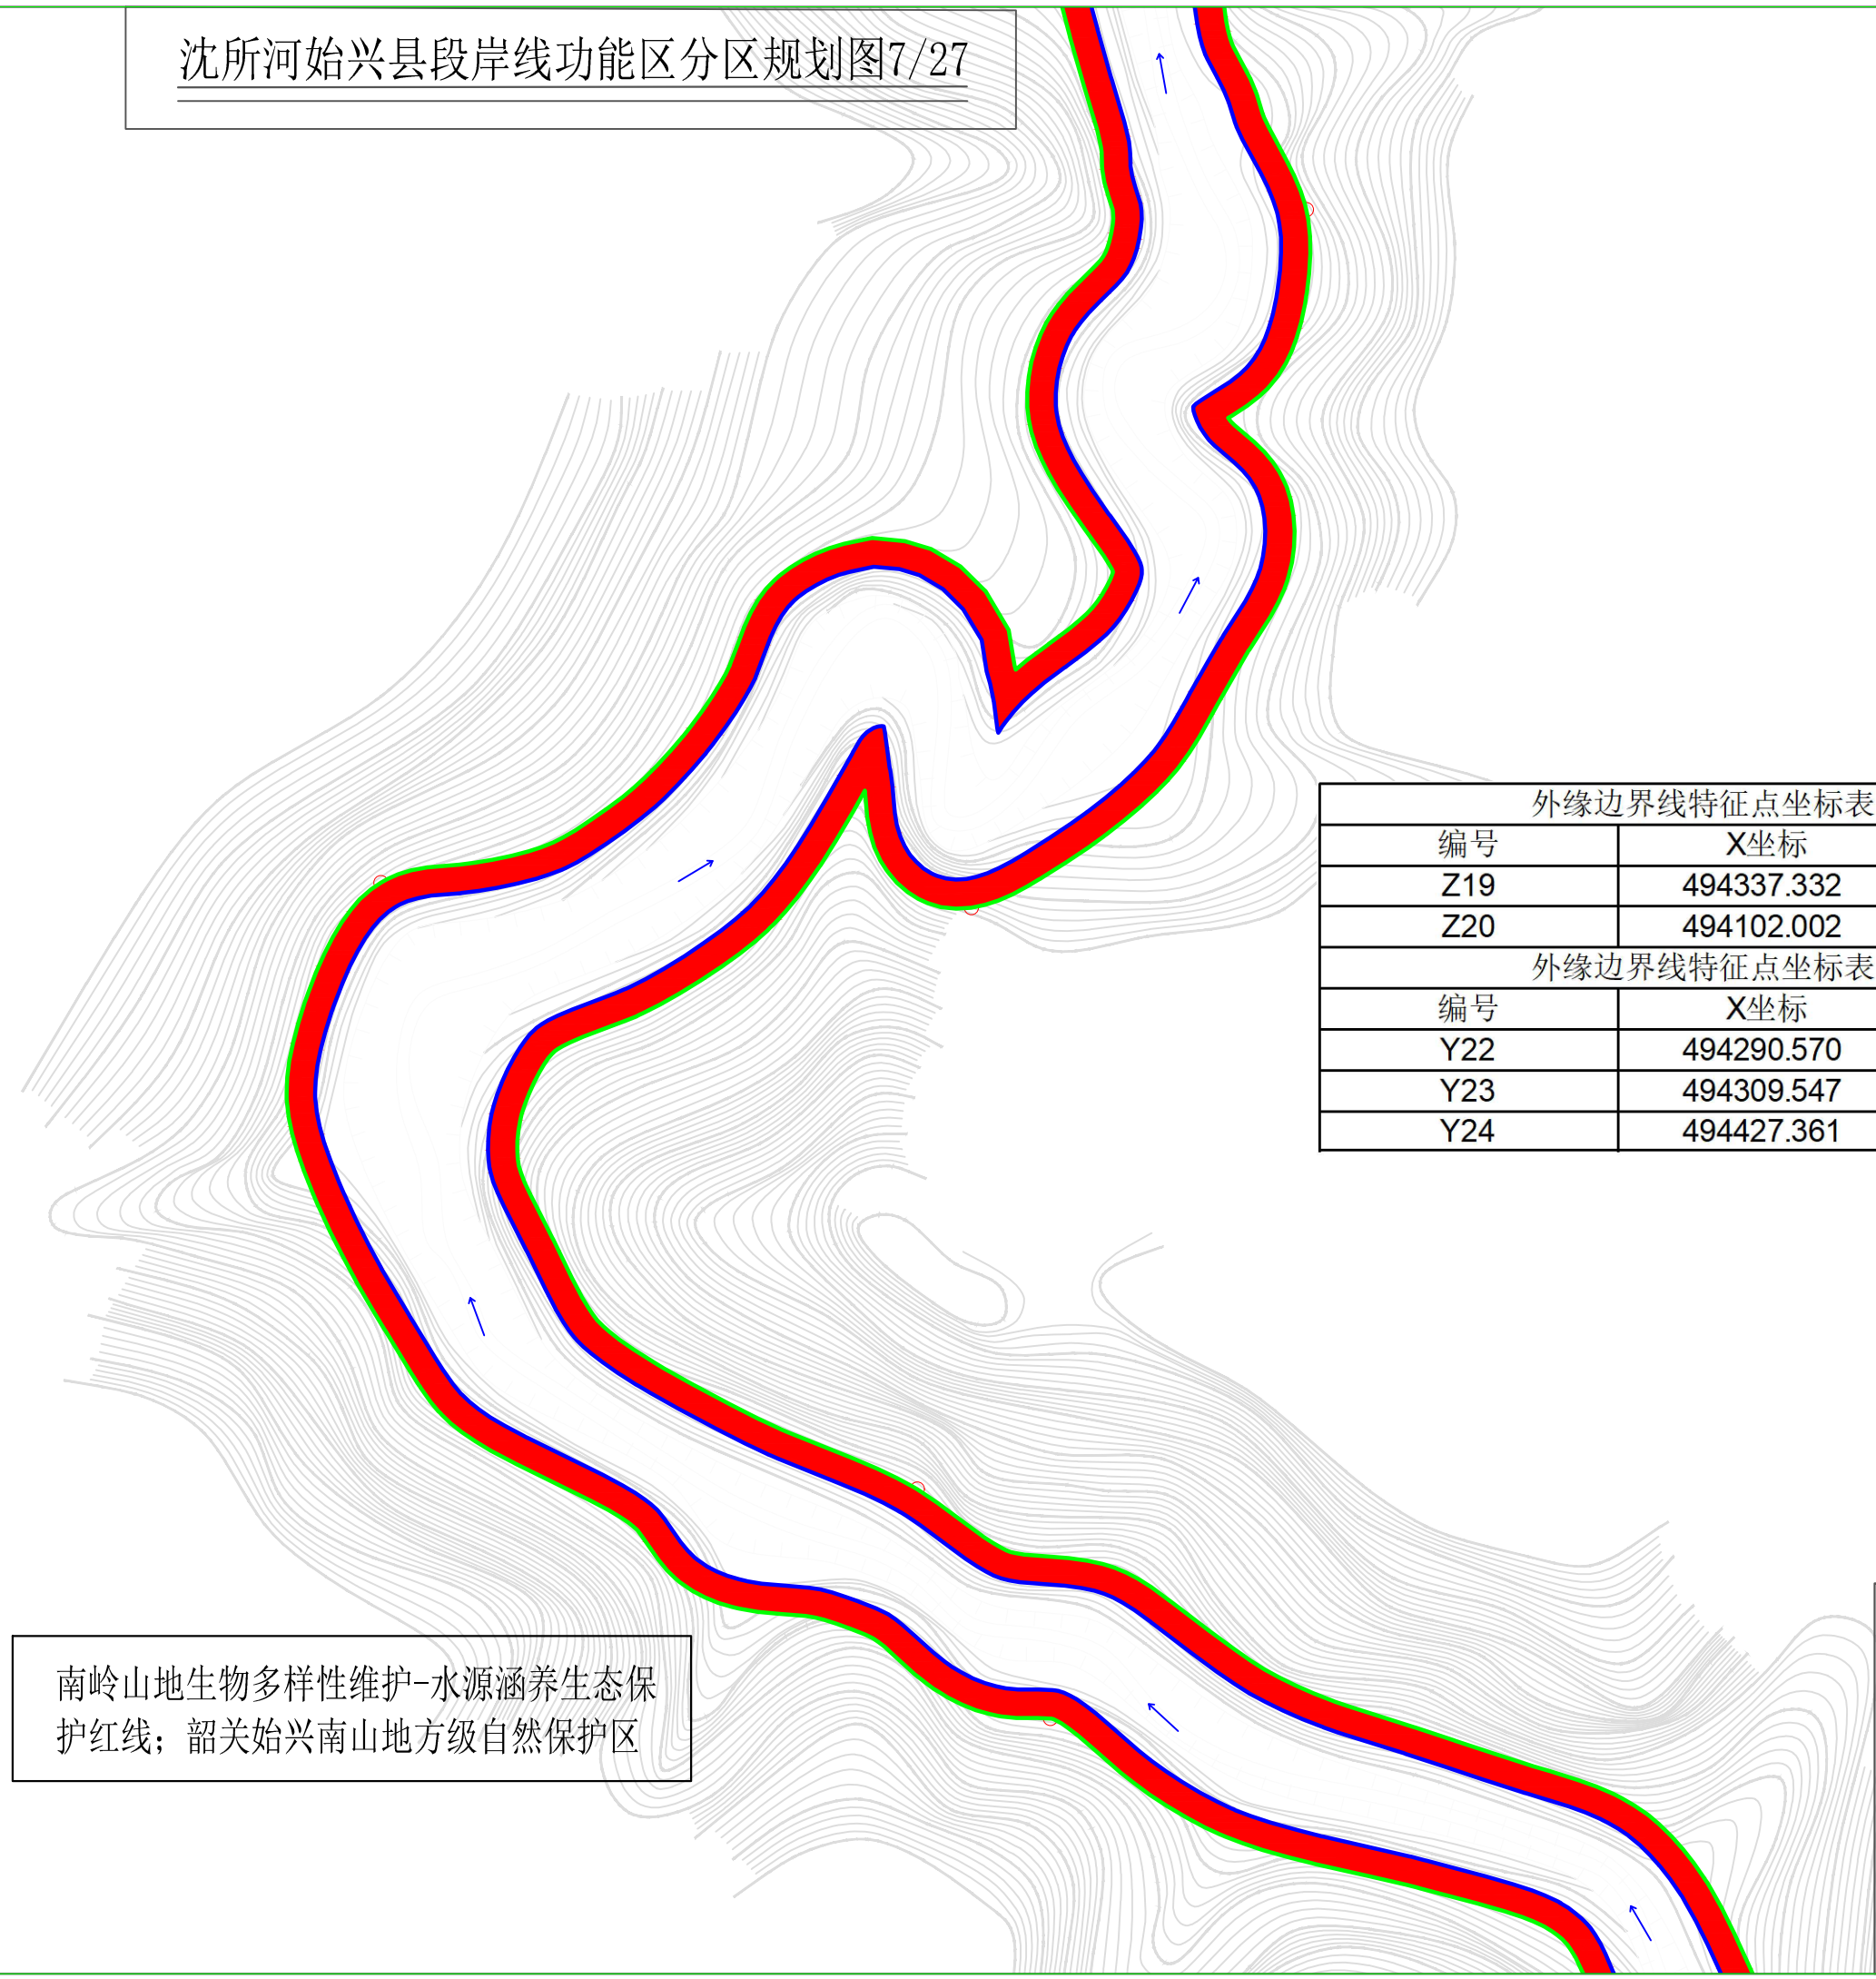 沈所河始兴县段岸线功能区分区规划图7/27
外缘边界线特征点坐标表
编号 X坐标
Z19 494337.332
Z20 494102.002
外缘边界线特征点坐标表
编号 X坐标
Y22 494290.570
Y23 494309.547
Y24 494427.361
南岭山地生物多样性维护-水源涵养生态保
护红线；韶关始兴南山地方级自然保护区